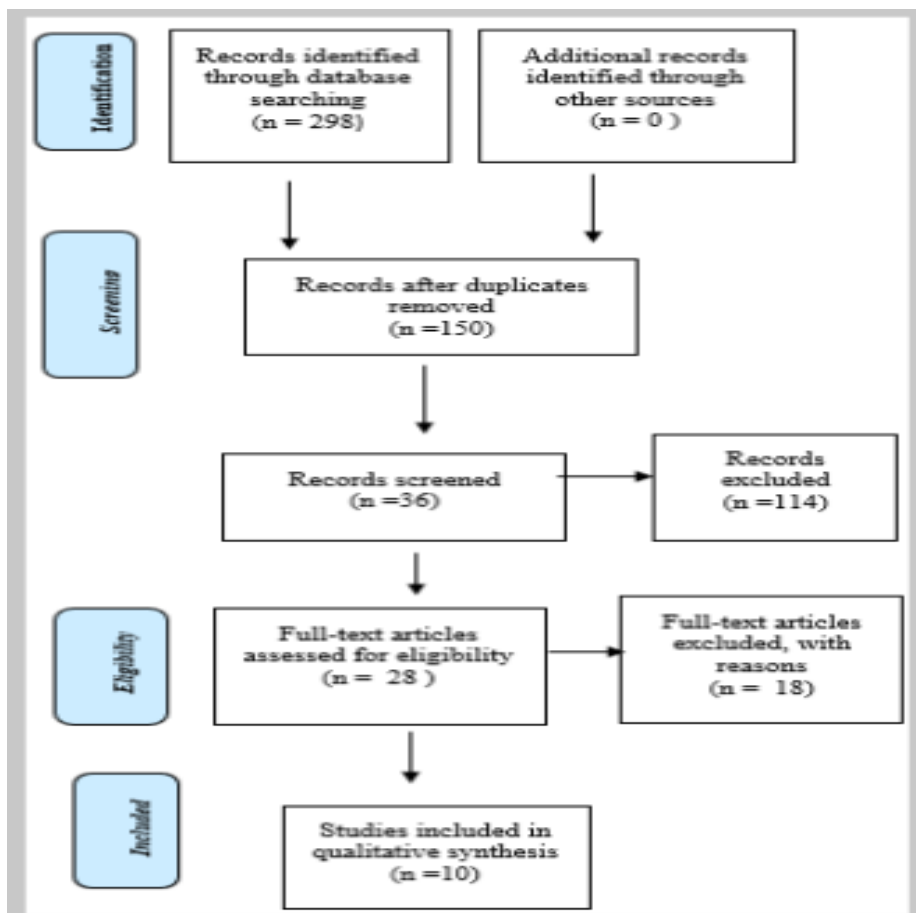 Identification
Records identified
through database
searching
(n = 298)
Additional records
identified through
other sources
(n = 0 )
Screening
Records after duplicates
removed
(n =150)
Records screened
(n =36)
Records
excluded
(n =114)
Eligibility
Full-text articles
assessed for eligibility
(n = 28 )
Full-text articles
excluded, with
reasons
(n = 18)
Included
Studies included in
qualitative synthesis
(n =10)